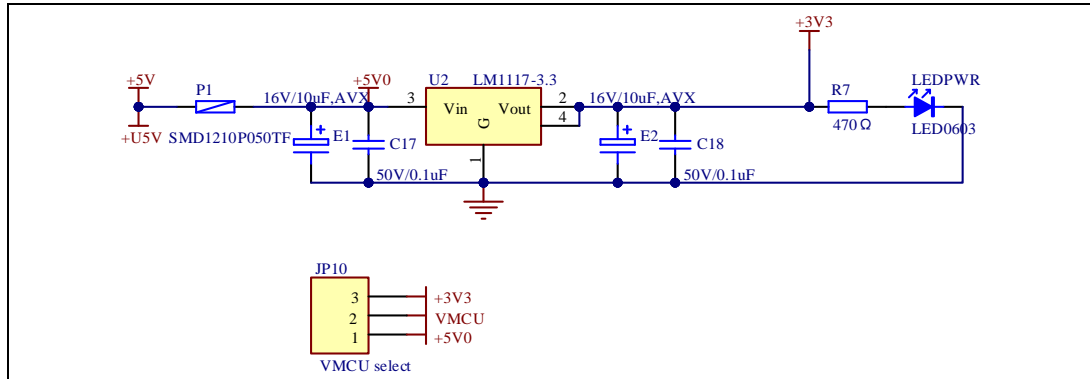 +3V3
+5V
P1
16V/10uF,AVX
+5V0
U2
LM1117-3.3
3
Vin
Vout
G
1
2
4
16V/10uF,AVX
R7
470Ω
LEDPWR
LED0603
+U5V
SMD1210P050TF
+
E1
C17
50V/0.1uF
+
E2
C18
50V/0.1uF
JP10
3
+3V3
2
VMCU
1
+5V0
VMCU select